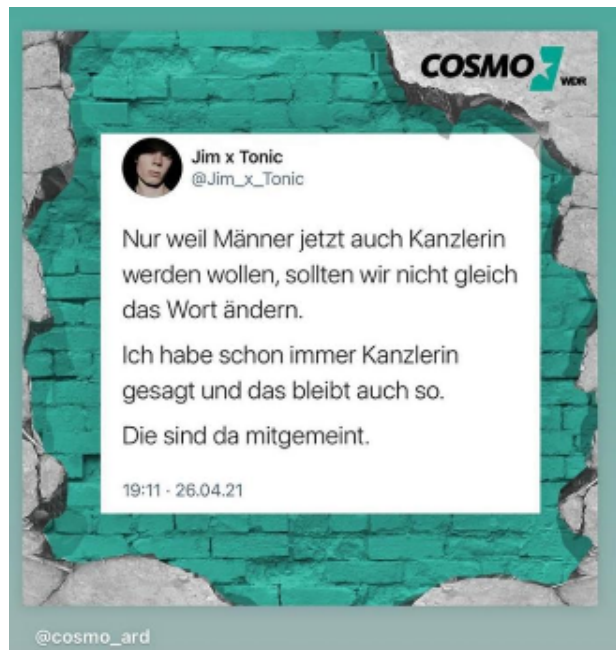 COSMO
WDR
Jim x Tonic
@Jim_x_Tonic
Nur weil Männer jetzt auch Kanzlerin
werden wollen, sollten wir nicht gleich
das Wort ändern.
Ich habe schon immer Kanzlerin
gesagt und das bleibt auch so.
Die sind da mitgemeint.
19:11 · 26.04.21
@cosmo_ard